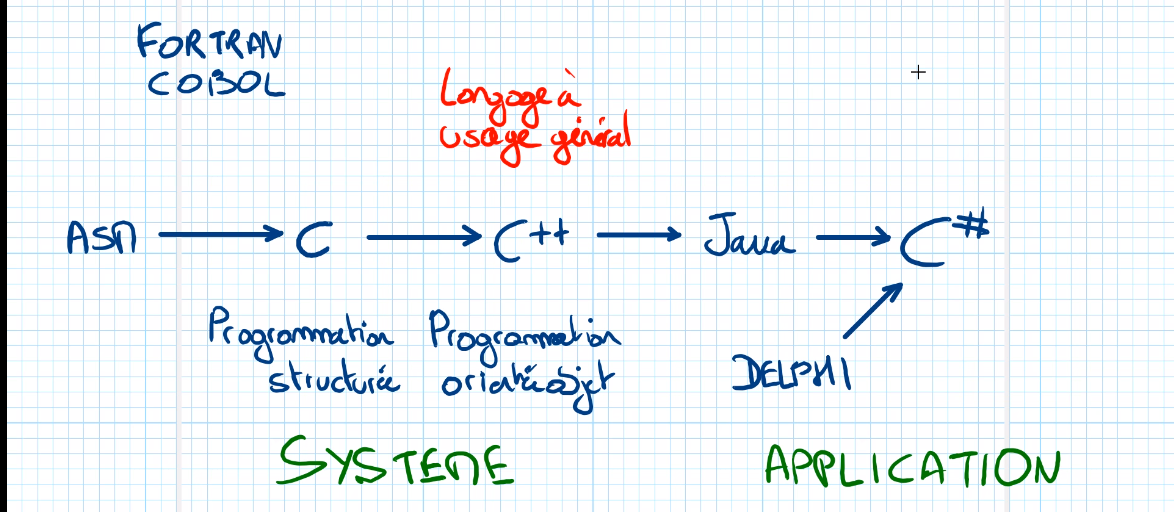 FORTRAN
COBOL
Langage à
usage général
ASM → C → C++ → Java → C#
Programmation Programmation
structurée orientée objet
DELPHI
SYSTEME APPLICATION